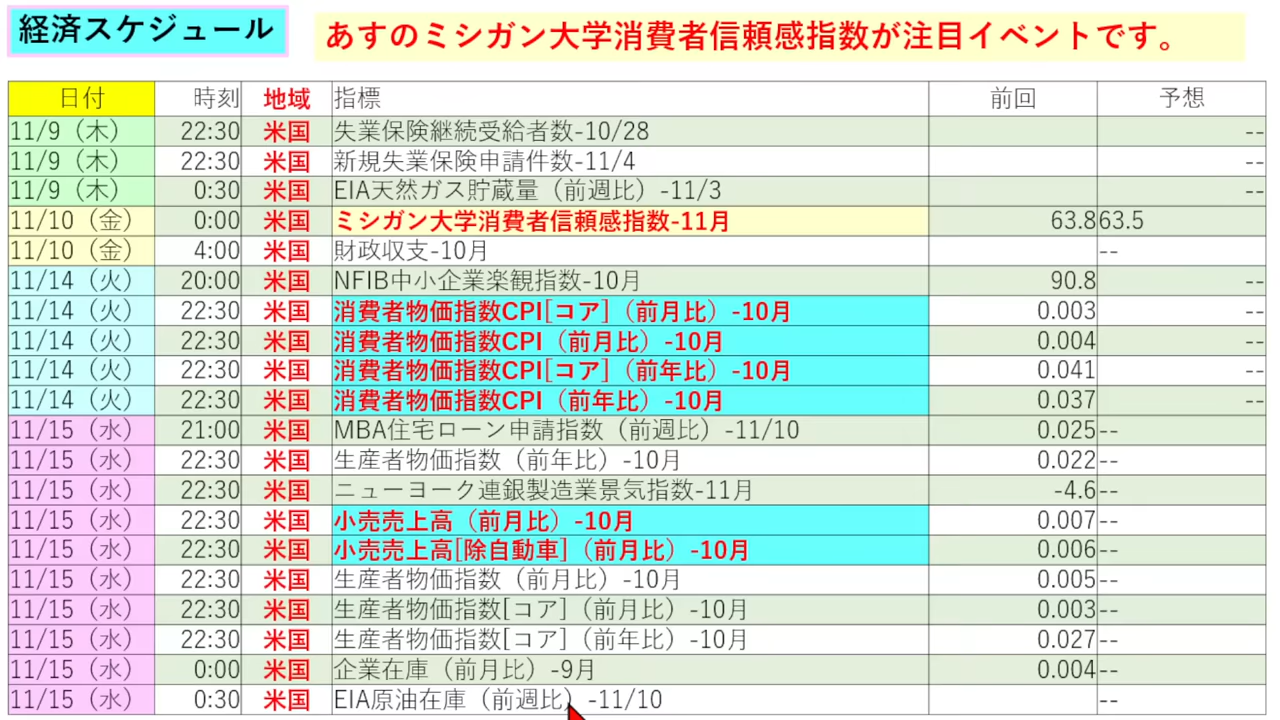 経済スケジュール
あすのミシガン大学消費者信頼感指数が注目イベントです。
日付 時刻 地域 指標 前回 予想
11/9（木） 22:30 米国 失業保険継続受給者数-10/28 --
11/9（木） 22:30 米国 新規失業保険申請件数-11/4 --
11/9（木） 0:30 米国 EIA天然ガス貯蔵量（前週比）-11/3 --
11/10（金） 0:00 米国 ミシガン大学消費者信頼感指数-11月 63.8 63.5
11/10（金） 4:00 米国 財政収支-10月 --
11/14（火） 20:00 米国 NFIB中小企業楽観指数-10月 90.8 --
11/14（火） 22:30 米国 消費者物価指数CPI[コア]（前月比）-10月 0.003 --
11/14（火） 22:30 米国 消費者物価指数CPI（前月比）-10月 0.004 --
11/14（火） 22:30 米国 消費者物価指数CPI[コア]（前年比）-10月 0.041 --
11/14（火） 22:30 米国 消費者物価指数CPI（前年比）-10月 0.037 --
11/15（水） 21:00 米国 MBA住宅ローン申請指数（前週比）-11/10 0.025 --
11/15（水） 22:30 米国 生産者物価指数（前年比）-10月 0.022 --
11/15（水） 22:30 米国 ニューヨーク連銀製造業景気指数-11月 -4.6 --
11/15（水） 22:30 米国 小売売上高（前月比）-10月 0.007 --
11/15（水） 22:30 米国 小売売上高[除自動車]（前月比）-10月 0.006 --
11/15（水） 22:30 米国 生産者物価指数（前月比）-10月 0.005 --
11/15（水） 22:30 米国 生産者物価指数[コア]（前月比）-10月 0.003 --
11/15（水） 22:30 米国 生産者物価指数[コア]（前年比）-10月 0.027 --
11/15（水） 0:00 米国 企業在庫（前月比）-9月 0.004 --
11/15（水） 0:30 米国 EIA原油在庫（前週比）-11/10 --